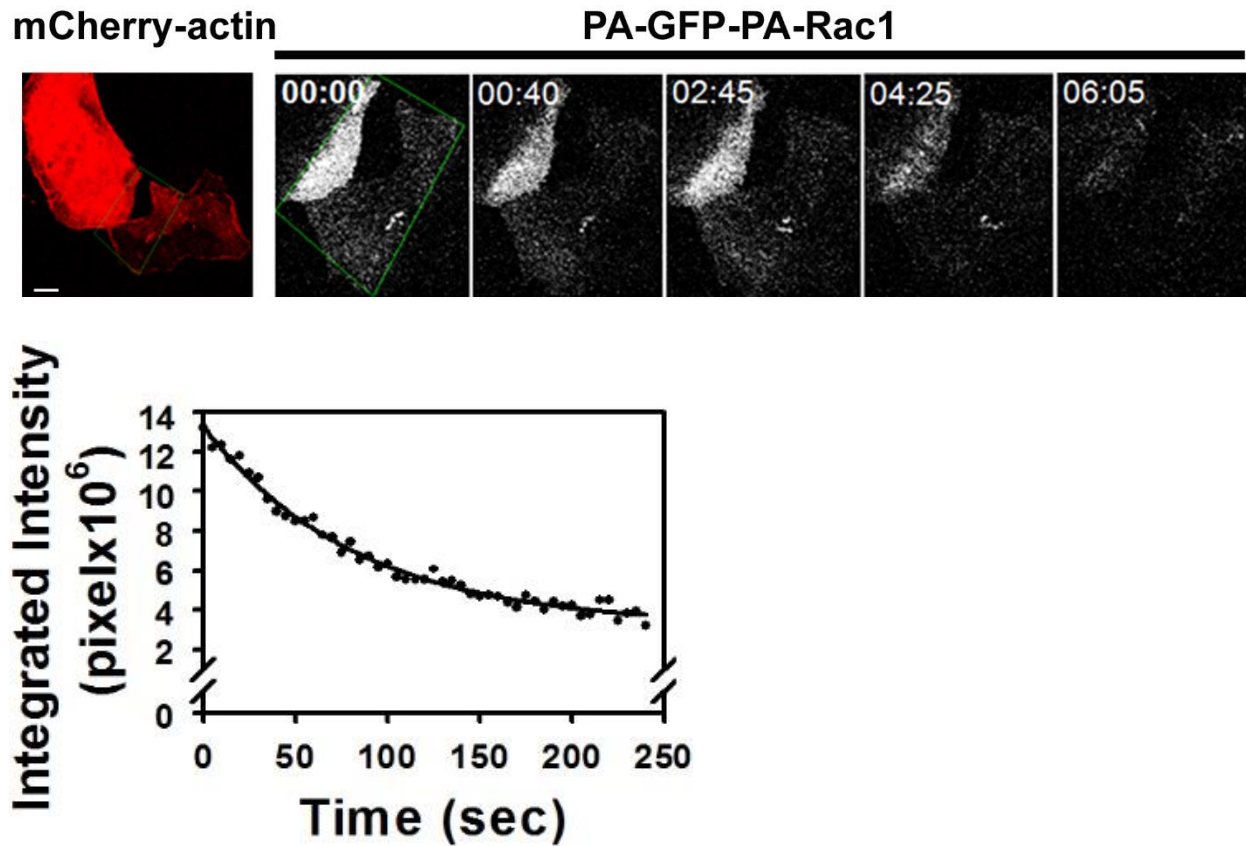 mCherry-actin PA-GFP-PA-Rac1
00:00 00:40 02:45 04:25 06:05
Integrated Intensity
(pixelx10⁶)
14
12
10
8
6
4
2
0
0 50 100 150 200 250
Time (sec)